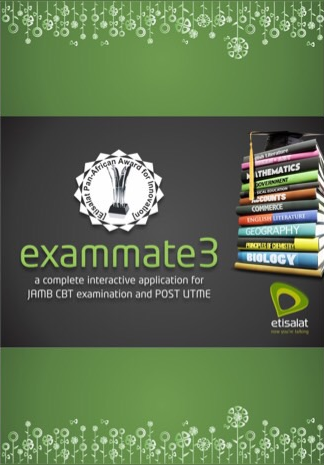 Etisalat Pan-African Award for Innovation
exammate3
a complete interactive application for
JAMB CBT examination and POST UTME
MATHEMATICS
GOVERNMENT
ACCOUNTS
COMMERCE
ENGLISH LITERATURE
GEOGRAPHY
PRINCIPLES OF CHEMISTRY
BIOLOGY
etisalat
now you're talking